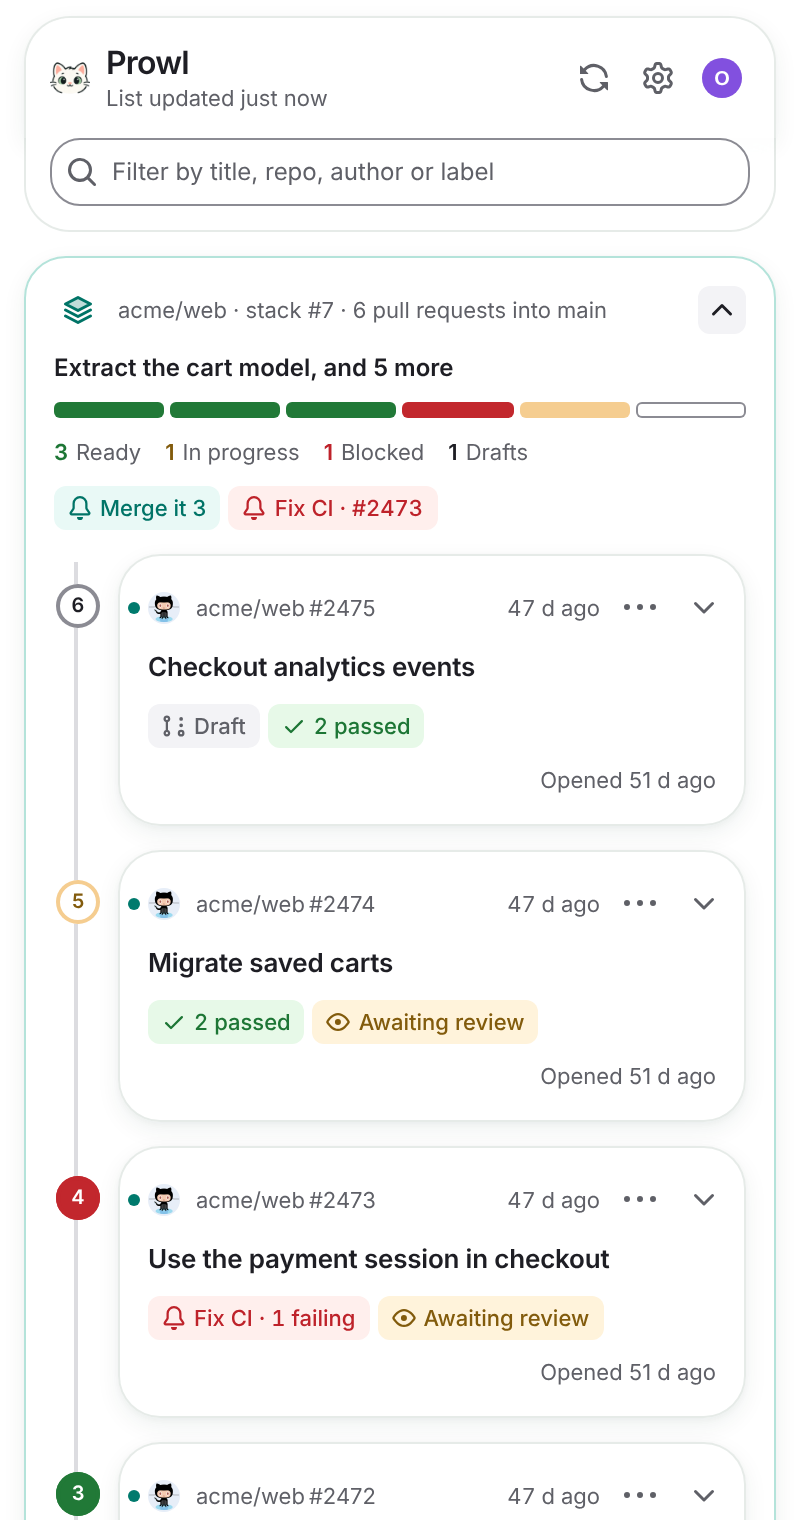 Prowl
List updated just now
O
Filter by title, repo, author or label
acme/web · stack #7 · 6 pull requests into main
Extract the cart model, and 5 more
3 Ready 1 In progress 1 Blocked 1 Drafts
Merge it 3 Fix CI · #2473
6 acme/web #2475 47 d ago
Checkout analytics events
Draft 2 passed
Opened 51 d ago
5 acme/web #2474 47 d ago
Migrate saved carts
2 passed Awaiting review
Opened 51 d ago
4 acme/web #2473 47 d ago
Use the payment session in checkout
Fix CI · 1 failing Awaiting review
Opened 51 d ago
3 acme/web #2472 47 d ago